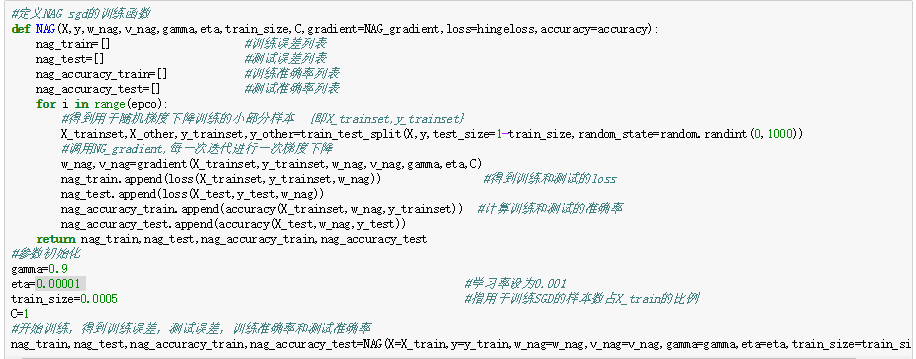 #定义NAG sgd的训练函数
def NAG(X,y,w_nag,v_nag,gamma,eta,train_size,C,gradient=NAG_gradient,loss=hingeloss,accuracy=accuracy):
nag_train=[] #训练误差列表
nag_test=[] #测试误差列表
nag_accuracy_train=[] #训练准确率列表
nag_accuracy_test=[] #测试准确率列表
for i in range(epco):
#得到用于随机梯度下降训练的小部分样本 {即X_trainset,y_trainset}
X_trainset,X_other,y_trainset,y_other=train_test_split(X,y,test_size=1-train_size,random_state=random.randint(0,1000))
#调用NG_gradient,每一次迭代进行一次梯度下降
w_nag,v_nag=gradient(X_trainset,y_trainset,w_nag,v_nag,gamma,eta,C)
nag_train.append(loss(X_trainset,y_trainset,w_nag)) #得到训练和测试的loss
nag_test.append(loss(X_test,y_test,w_nag))
nag_accuracy_train.append(accuracy(X_trainset,w_nag,y_trainset)) #计算训练和测试的准确率
nag_accuracy_test.append(accuracy(X_test,w_nag,y_test))
return nag_train,nag_test,nag_accuracy_train,nag_accuracy_test
#参数初始化
gamma=0.9
eta=0.00001 #学习率设为0.001
train_size=0.0005 #指用于训练SGD的样本数占X_train的比例
C=1
#开始训练，得到训练误差，测试误差，训练准确率和测试准确率
nag_train,nag_test,nag_accuracy_train,nag_accuracy_test=NAG(X=X_train,y=y_train,w_nag=w_nag,v_nag=v_nag,gamma=gamma,eta=eta,train_size=train_si